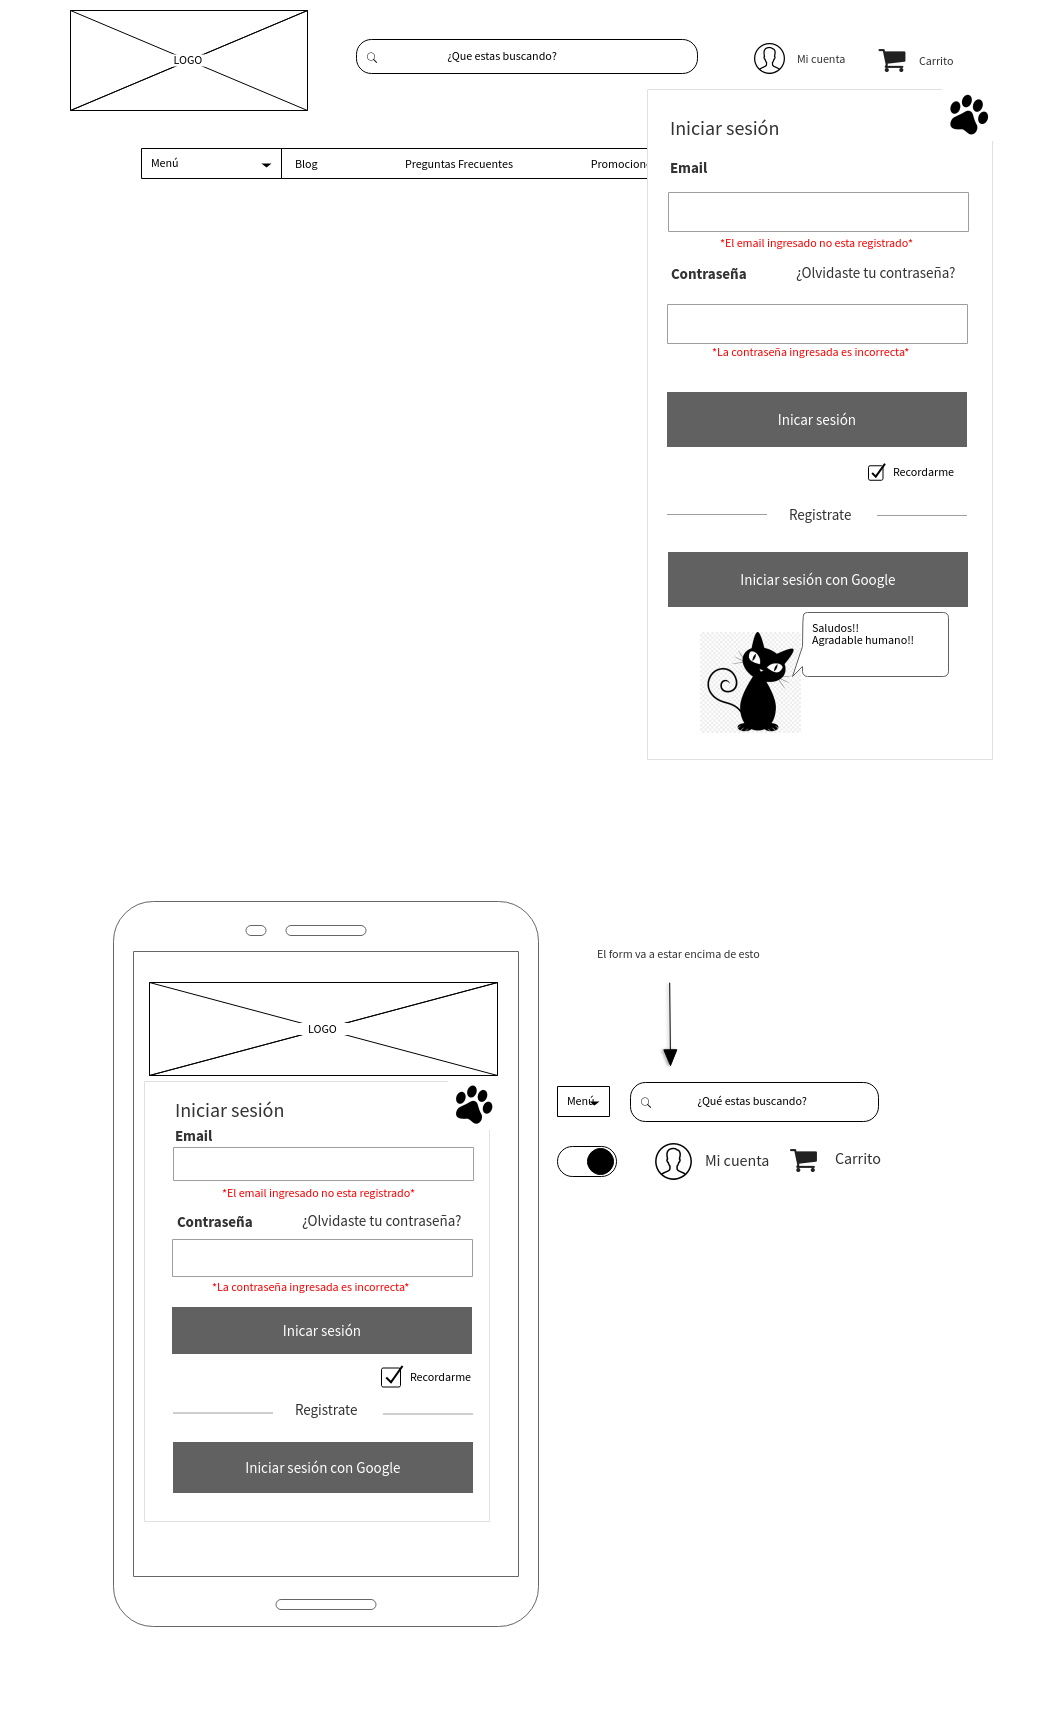 LOGO
¿Que estas buscando?
Mi cuenta
Carrito
Menú
Blog
Preguntas Frecuentes
Promocion
Iniciar sesión
Email
*El email ingresado no esta registrado*
Contraseña
¿Olvidaste tu contraseña?
*La contraseña ingresada es incorrecta*
Inicar sesión
Recordarme
Registrate
Iniciar sesión con Google
Saludos!!
Agradable humano!!
El form va a estar encima de esto
LOGO
Menú
¿Qué estas buscando?
Mi cuenta
Carrito
Iniciar sesión
Email
*El email ingresado no esta registrado*
Contraseña
¿Olvidaste tu contraseña?
*La contraseña ingresada es incorrecta*
Inicar sesión
Recordarme
Registrate
Iniciar sesión con Google